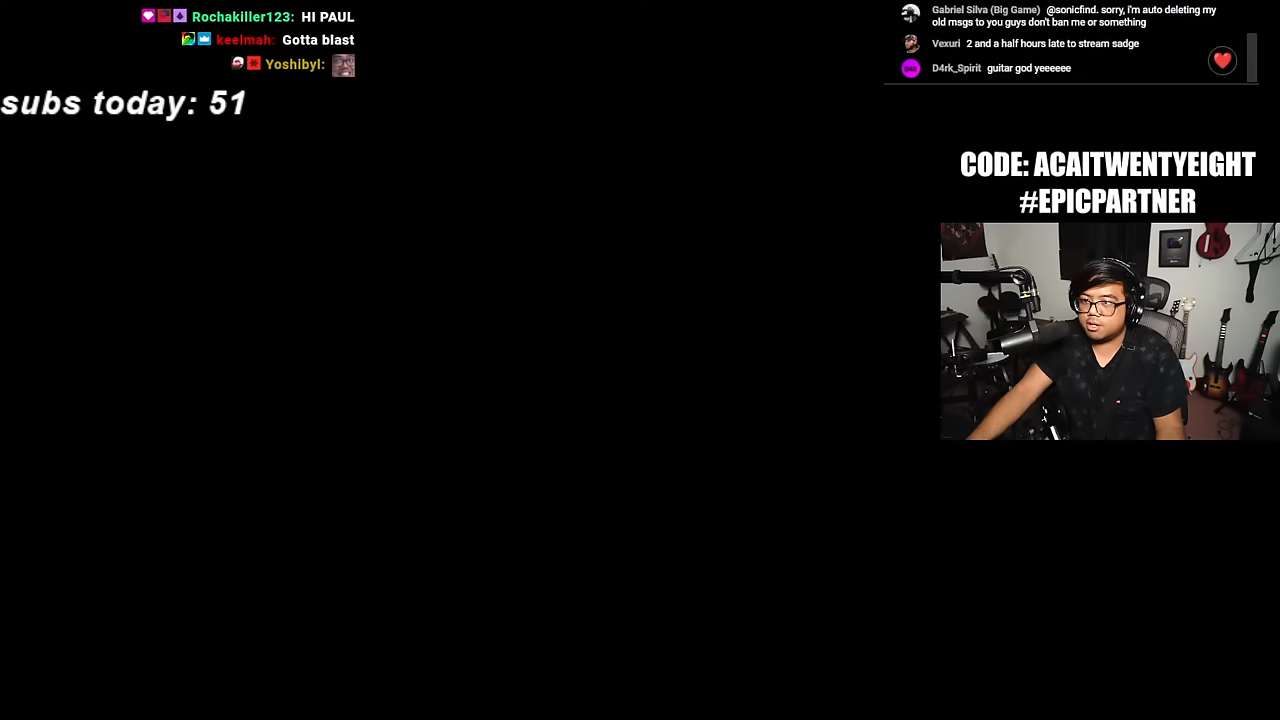 Rochakiller123: HI PAUL
keelmah: Gotta blast
Yoshibyl:
subs today: 51
Gabriel Silva (Big Game) @sonicfind. sorry, i'm auto deleting my
old msgs to you guys don't ban me or something
Vexuri 2 and a half hours late to stream sadge
D4rk_Spirit guitar god yeeeeee
CODE: ACAITWENTYEIGHT
#EPICPARTNER